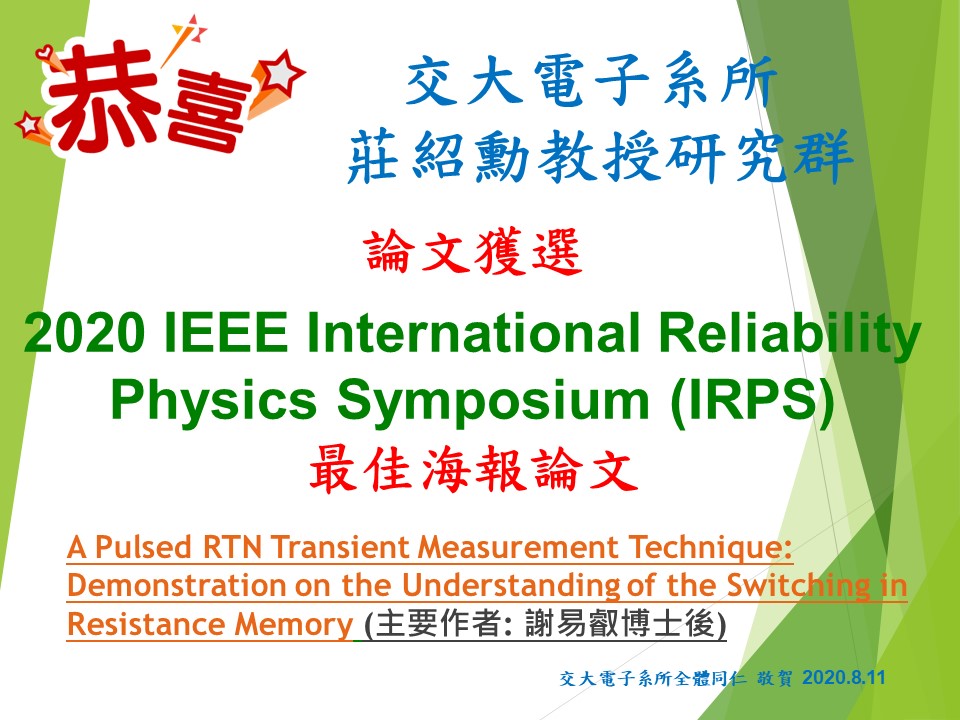 恭喜
交大電子系所
莊紹勳教授研究群
論文獲選
2020 IEEE International Reliability
Physics Symposium (IRPS)
最佳海報論文
A Pulsed RTN Transient Measurement Technique:
Demonstration on the Understanding of the Switching in
Resistance Memory (主要作者: 謝易叡博士後)
交大電子系所全體同仁 敬賀 2020.8.11